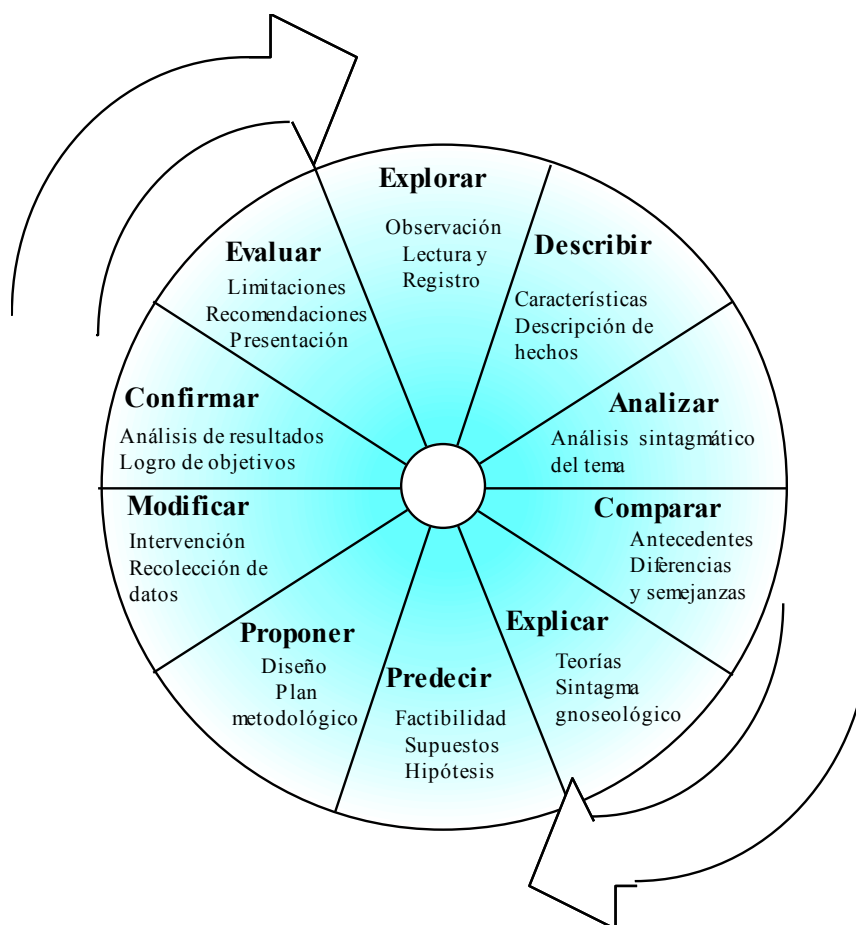 Explorar
Observación
Lectura y
Registro
Describir
Características
Descripción de
hechos
Analizar
Análisis sintagmático
del tema
Comparar
Antecedentes
Diferencias
y semejanzas
Explicar
Teorías
Sintagma
gnoseológico
Predecir
Factibilidad
Supuestos
Hipótesis
Proponer
Diseño
Plan
metodológico
Modificar
Intervención
Recolección de
datos
Confirmar
Análisis de resultados
Logro de objetivos
Evaluar
Limitaciones
Recomendaciones
Presentación